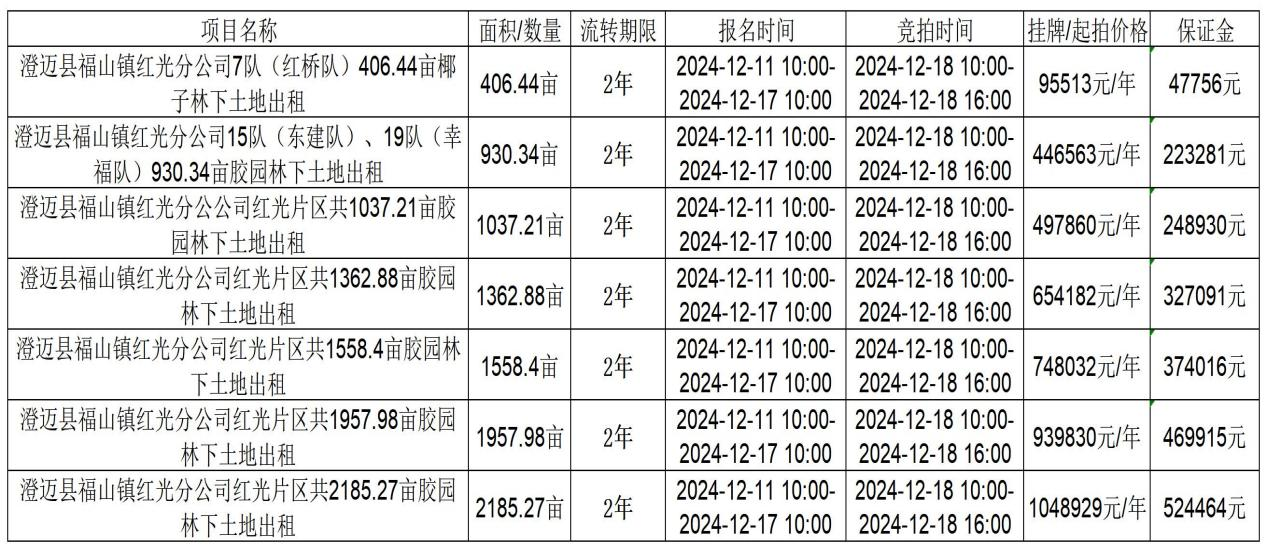 项目名称 面积/数量 流转期限 报名时间 竞拍时间 挂牌/起拍价格 保证金
澄迈县福山镇红光分公司7队（红桥队）406.44亩椰
子林下土地出租
406.44亩
2年
2024-12-11 10:00-
2024-12-17 10:00
2024-12-18 10:00-
2024-12-18 16:00
95513元/年
47756元
澄迈县福山镇红光分公司15队（东建队）、19队（幸
福队）930.34亩胶园林下土地出租
930.34亩
2年
2024-12-11 10:00-
2024-12-17 10:00
2024-12-18 10:00-
2024-12-18 16:00
446563元/年
223281元
澄迈县福山镇红光分公公司红光片区共1037.21亩胶
园林下土地出租
1037.21亩
2年
2024-12-11 10:00-
2024-12-17 10:00
2024-12-18 10:00-
2024-12-18 16:00
497860元/年
248930元
澄迈县福山镇红光分公司红光片区共1362.88亩胶园
林下土地出租
1362.88亩
2年
2024-12-11 10:00-
2024-12-17 10:00
2024-12-18 10:00-
2024-12-18 16:00
654182元/年
327091元
澄迈县福山镇红光分公司红光片区共1558.4亩胶园林
下土地出租
1558.4亩
2年
2024-12-11 10:00-
2024-12-17 10:00
2024-12-18 10:00-
2024-12-18 16:00
748032元/年
374016元
澄迈县福山镇红光分公司红光片区共1957.98亩胶园
林下土地出租
1957.98亩
2年
2024-12-11 10:00-
2024-12-17 10:00
2024-12-18 10:00-
2024-12-18 16:00
939830元/年
469915元
澄迈县福山镇红光分公司红光片区共2185.27亩胶园
林下土地出租
2185.27亩
2年
2024-12-11 10:00-
2024-12-17 10:00
2024-12-18 10:00-
2024-12-18 16:00
1048929元/年
524464元